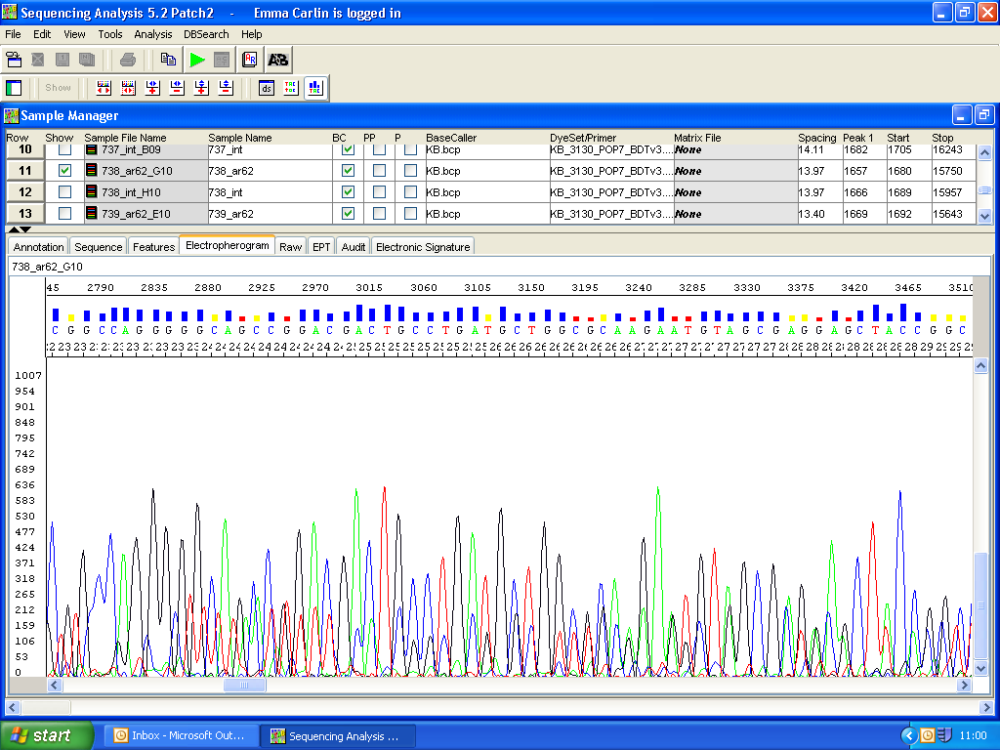 Sequencing Analysis 5.2 Patch2 - Emma Carlin is logged in
File Edit View Tools Analysis DBSearch Help
Show
Sample Manager
Row Show Sample File Name Sample Name BC PP P BaseCaller DyeSet/Primer Matrix File Spacing Peak 1 Start Stop
10 737_int_B09 737_int KB.bcp KB_3130_POP7_BDTv3.... None 14.11 1682 1705 16243
11 738_ar62_G10 738_ar62 KB.bcp KB_3130_POP7_BDTv3.... None 13.97 1657 1680 15750
12 738_int_H10 738_int KB.bcp KB_3130_POP7_BDTv3.... None 13.97 1666 1689 15957
13 739_ar62_E10 739_ar62 KB.bcp KB_3130_POP7_BDTv3.... None 13.40 1669 1692 15643
Annotation Sequence Features Electropherogram Raw EPT Audit Electronic Signature
738_ar62_G10
45 2790 2835 2880 2925 2970 3015 3060 3105 3150 3195 3240 3285 3330 3375 3420 3465 3510
C G G C C A G G G G G C A G C C G G A C G A C T G C C T G A T G C T G G C G C A A G A A T G T A G C G A G G A G C T A C C G G C
1007
954
901
848
795
742
689
636
583
530
477
424
371
318
265
212
159
106
53
0
start Inbox - Microsoft Out... Sequencing Analysis ... 11:00